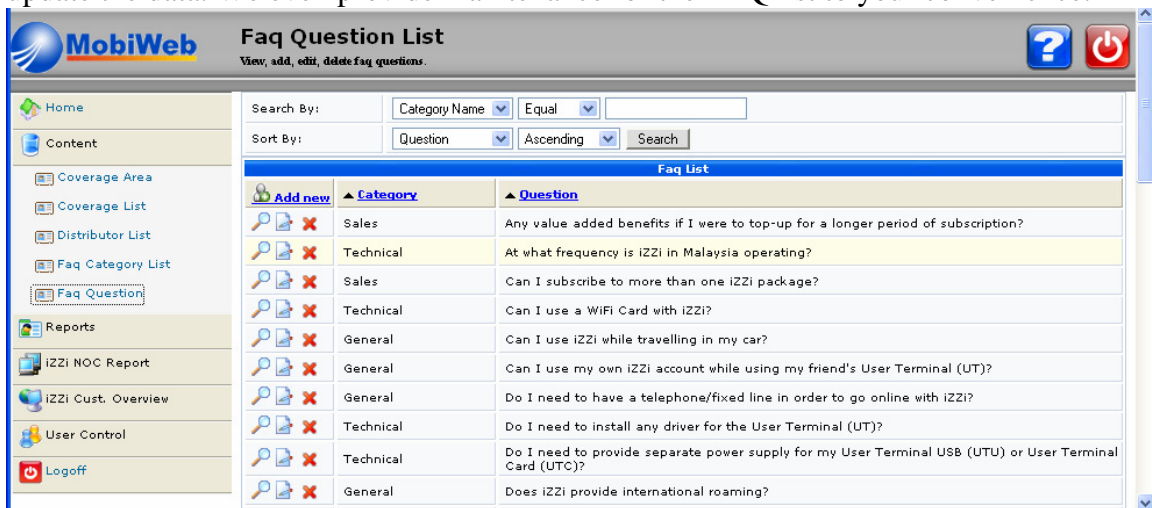 MobiWeb
Faq Question List
View, add, edit, delete faq questions.
Home
Content
Coverage Area
Coverage List
Distributor List
Faq Category List
Faq Question
Reports
iZZi NOC Report
iZZi Cust. Overview
User Control
Logoff
Search By: Category Name Equal
Sort By: Question Ascending Search
Faq List
Add new Category Question
Sales Any value added benefits if I were to top-up for a longer period of subscription?
Technical At what frequency is iZZi in Malaysia operating?
Sales Can I subscribe to more than one iZZi package?
Technical Can I use a WiFi Card with iZZi?
General Can I use iZZi while travelling in my car?
General Can I use my own iZZi account while using my friend's User Terminal (UT)?
General Do I need to have a telephone/fixed line in order to go online with iZZi?
Technical Do I need to install any driver for the User Terminal (UT)?
Technical Do I need to provide separate power supply for my User Terminal USB (UTU) or User Terminal
Card (UTC)?
General Does iZZi provide international roaming?